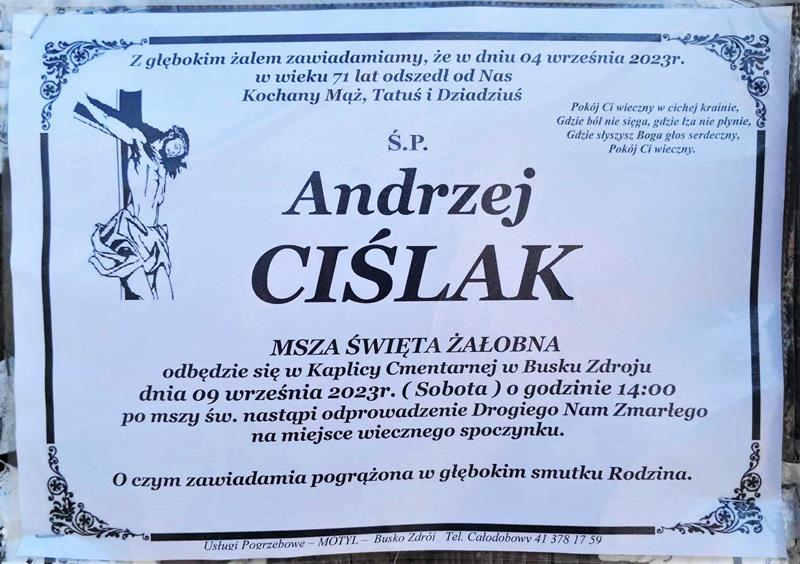 Z głębokim żalem zawiadamiamy, że w dniu 04 września 2023r.
w wieku 71 lat odszedł od Nas
Kochany Mąż, Tatuś i Dziadziuś
Pokój Ci wieczny w cichej krainie,
Gdzie ból nie sięga, gdzie łza nie płynie,
Gdzie słyszysz Boga głos serdeczny,
Pokój Ci wieczny.
Ś.P.
Andrzej
CIŚLAK
MSZA ŚWIĘTA ŻAŁOBNA
odbędzie się w Kaplicy Cmentarnej w Busku Zdroju
dnia 09 września 2023r. ( Sobota ) o godzinie 14:00
po mszy św. nastąpi odprowadzenie Drogiego Nam Zmarłego
na miejsce wiecznego spoczynku.
O czym zawiadamia pogrążona w głębokim smutku Rodzina.
Usługi Pogrzebowe – MOTYL – Busko Zdrój Tel. Całodobowy 41 378 17 59